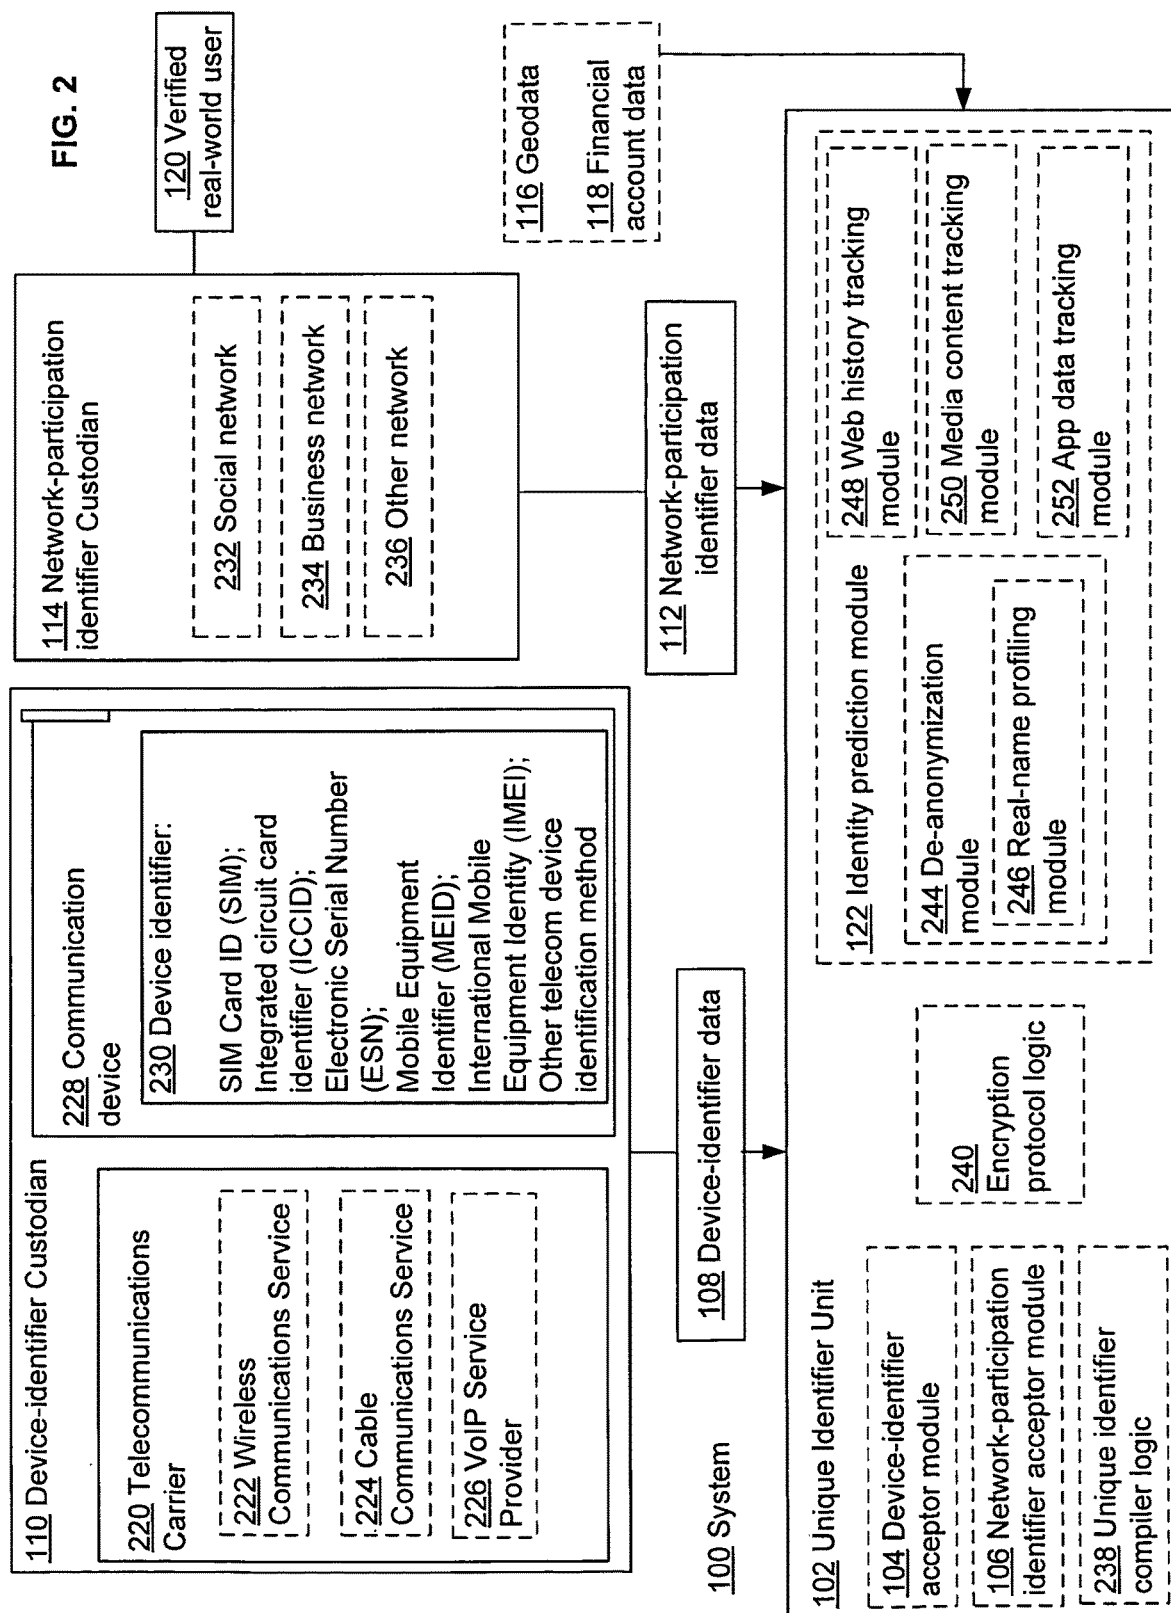 FIG. 2
110 Device-identifier Custodian
220 Telecommunications
Carrier
222 Wireless
Communications Service
224 Cable
Communications Service
226 VoIP Service
Provider
228 Communication
device
230 Device identifier:
SIM Card ID (SIM);
Integrated circuit card
identifier (ICCID);
Electronic Serial Number
(ESN);
Mobile Equipment
Identifier (MEID);
International Mobile
Equipment Identity (IMEI);
Other telecom device
identification method
114 Network-participation
identifier Custodian
232 Social network
234 Business network
236 Other network
120 Verified
real-world user
100 System
108 Device-identifier data
112 Network-participation
identifier data
116 Geodata
118 Financial
account data
102 Unique Identifier Unit
104 Device-identifier
acceptor module
106 Network-participation
identifier acceptor module
238 Unique identifier
compiler logic
240
Encryption
protocol logic
122 Identity prediction module
244 De-anonymization
module
246 Real-name profiling
module
248 Web history tracking
module
250 Media content tracking
module
252 App data tracking
module